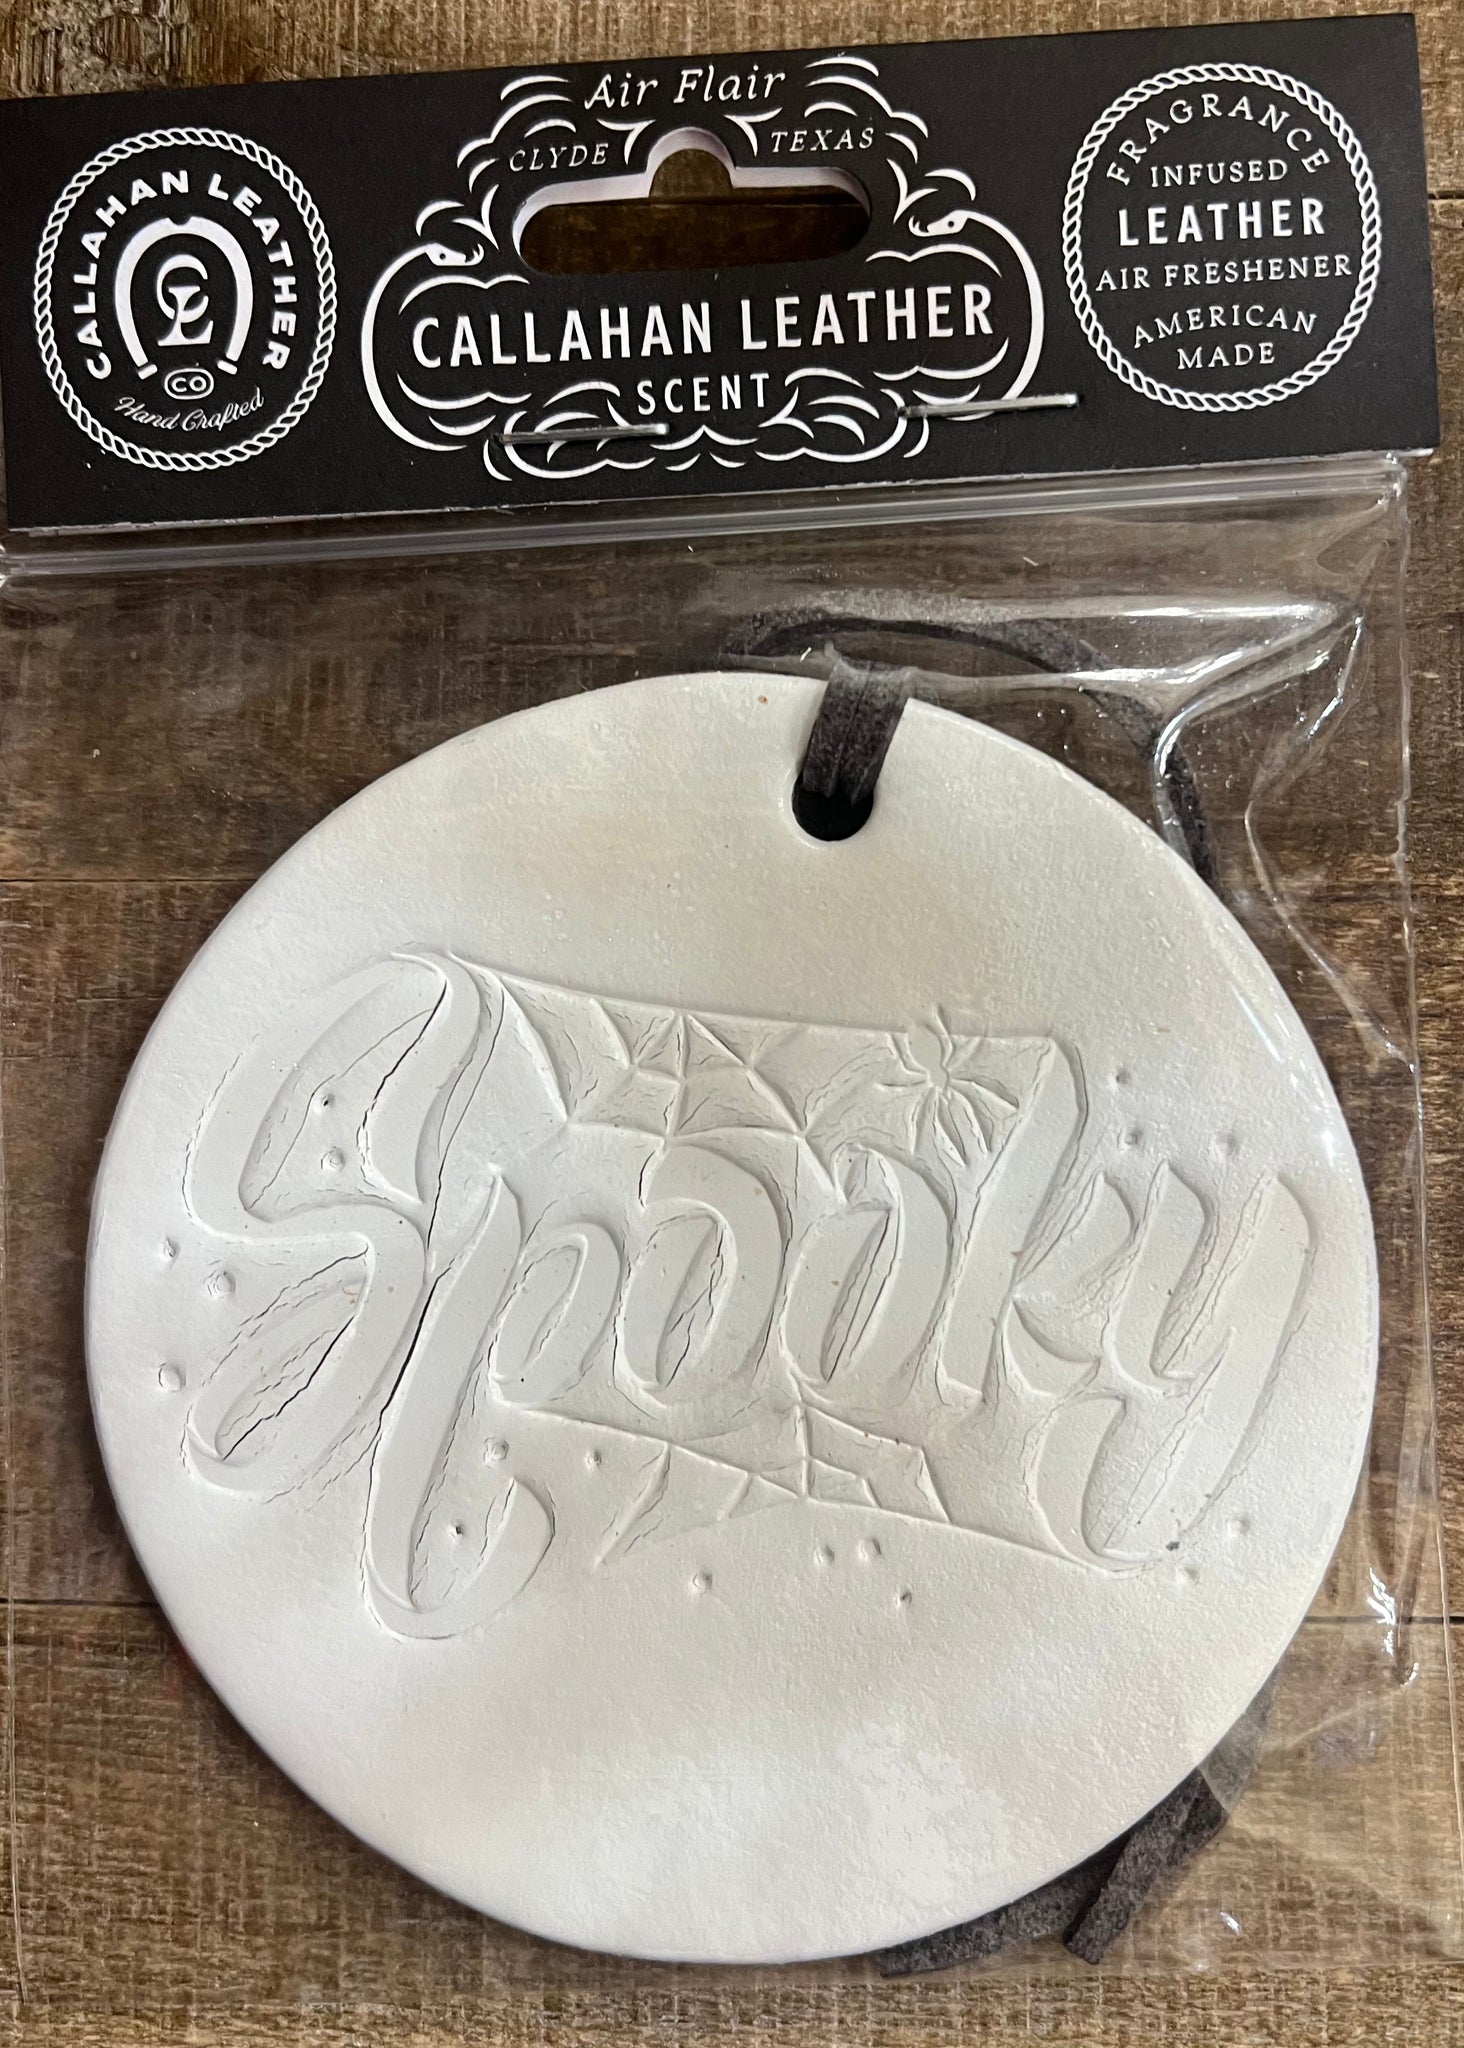 CALLAHAN LEATHER
CL
CO
Hand Crafted
Air Flair
CLYDE TEXAS
CALLAHAN LEATHER
SCENT
FRAGRANCE
INFUSED
LEATHER
AIR FRESHENER
AMERICAN
MADE
Spooky